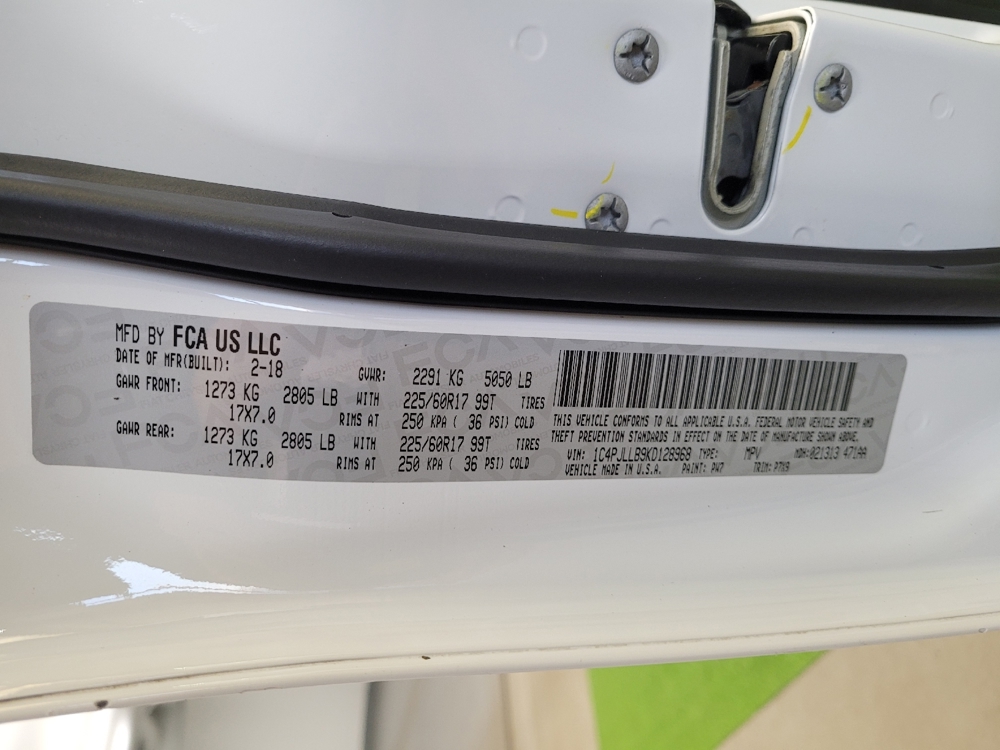 MFD BY FCA US LLC
DATE OF MFR(BUILT): 2-18
GVWR: 2291 KG 5050 LB
GAWR FRONT: 1273 KG 2805 LB WITH 225/60R17 99T TIRES
17X7.0 RIMS AT 250 KPA ( 36 PSI) COLD
GAWR REAR: 1273 KG 2805 LB WITH 225/60R17 99T TIRES
17X7.0 RIMS AT 250 KPA ( 36 PSI) COLD
THIS VEHICLE CONFORMS TO ALL APPLICABLE U.S.A. FEDERAL MOTOR VEHICLE SAFETY AND
THEFT PREVENTION STANDARDS IN EFFECT ON THE DATE OF MANUFACTURE SHOWN ABOVE.
VIN: 1C4PJLLB9KD128968 TYPE: MPV MDH:021313 471AA
VEHICLE MADE IN U.S.A. PAINT: PW7 TRIM: P7X9